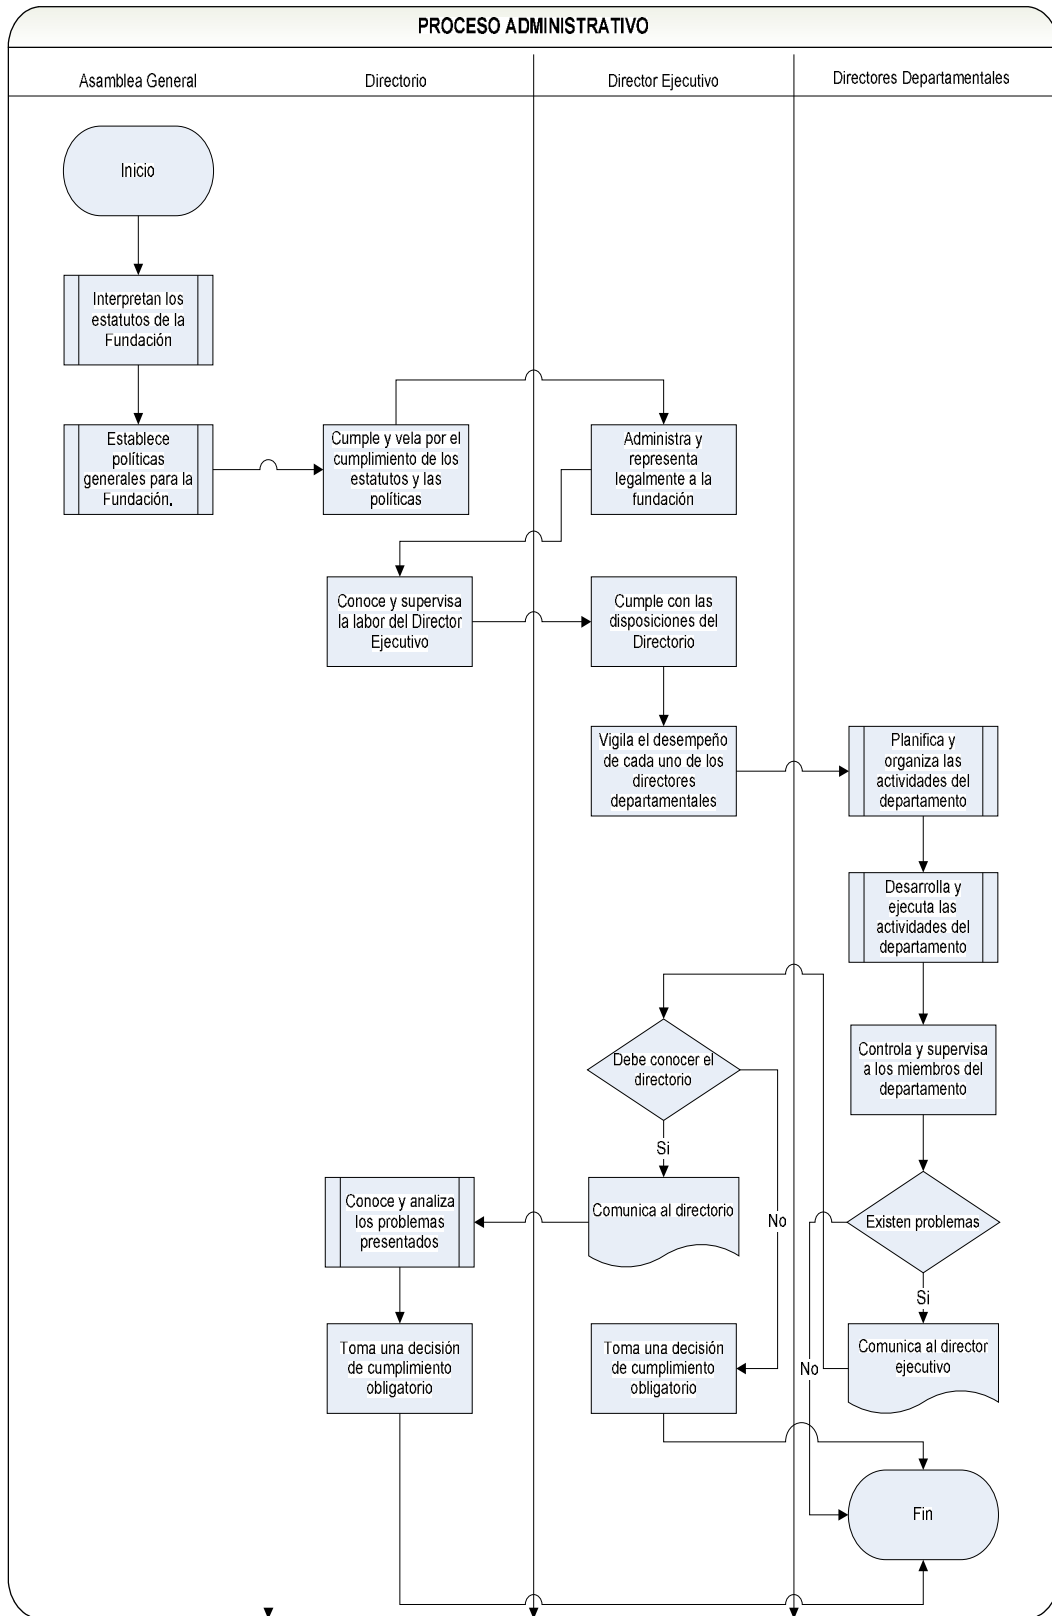 PROCESO ADMINISTRATIVO
Asamblea General
Directorio
Director Ejecutivo
Directores Departamentales
Inicio
Interpretan los
estatutos de la
Fundación
Establece
políticas
generales para la
Fundación.
Cumple y vela por el
cumplimiento de los
estatutos y las
políticas
Administra y
representa
legalmente a la
fundación
Conoce y supervisa
la labor del Director
Ejecutivo
Cumple con las
disposiciones del
Directorio
Vigila el desempeño
de cada uno de los
directores
departamentales
Planifica y
organiza las
actividades del
departamento
Desarrolla y
ejecuta las
actividades del
departamento
Controla y supervisa
a los miembros del
departamento
Existen problemas
Si
No
Comunica al director
ejecutivo
Debe conocer el
directorio
Si
No
Comunica al directorio
Conoce y analiza
los problemas
presentados
Toma una decisión
de cumplimiento
obligatorio
Toma una decisión
de cumplimiento
obligatorio
Fin